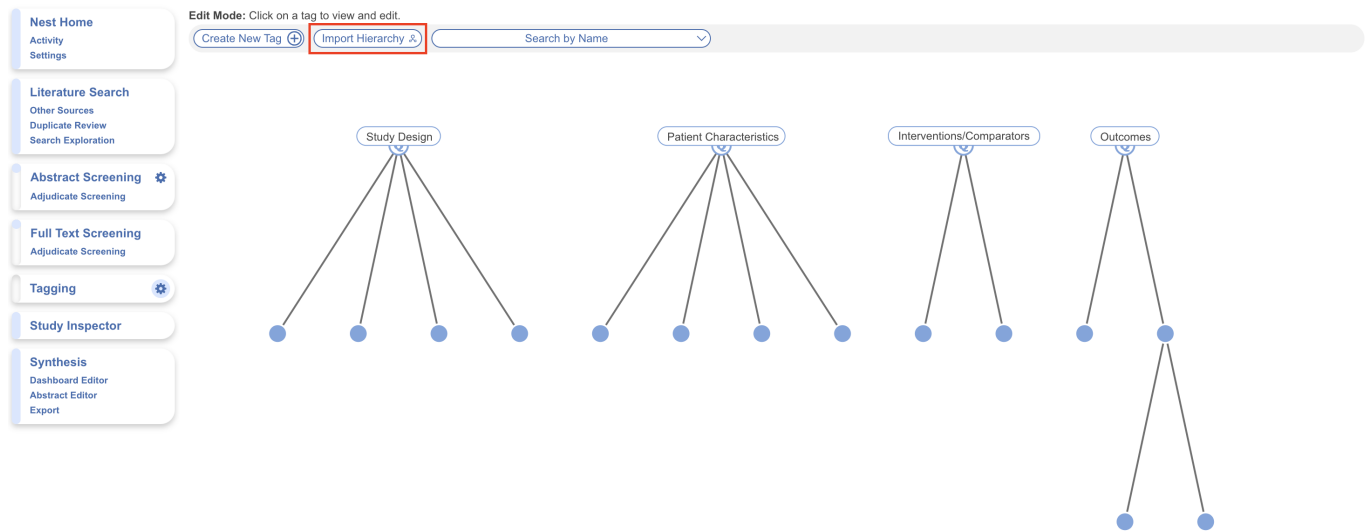 Nest Home
Activity
Settings
Literature Search
Other Sources
Duplicate Review
Search Exploration
Abstract Screening
Adjudicate Screening
Full Text Screening
Adjudicate Screening
Tagging
Study Inspector
Synthesis
Dashboard Editor
Abstract Editor
Export
Edit Mode: Click on a tag to view and edit.
Create New Tag
Import Hierarchy
Search by Name
Study Design
Patient Characteristics
Interventions/Comparators
Outcomes